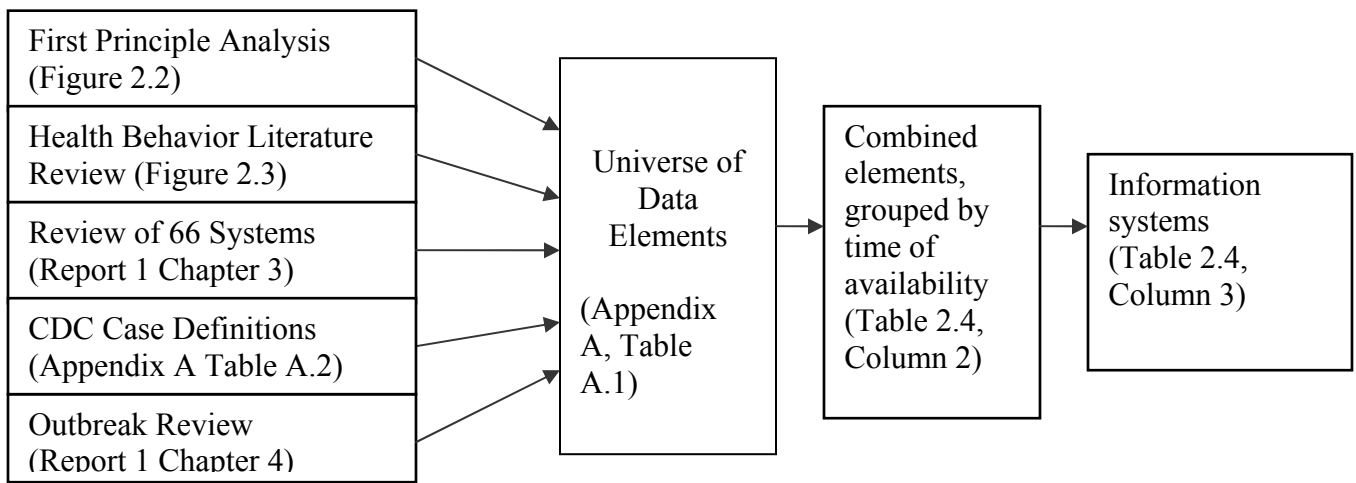 First Principle Analysis
(Figure 2.2)
Health Behavior Literature
Review (Figure 2.3)
Review of 66 Systems
(Report 1 Chapter 3)
CDC Case Definitions
(Appendix A Table A.2)
Outbreak Review
(Report 1 Chapter 4)
Universe of
Data
Elements
(Appendix
A, Table
A.1)
Combined
elements,
grouped by
time of
availability
(Table 2.4,
Column 2)
Information
systems
(Table 2.4,
Column 3)